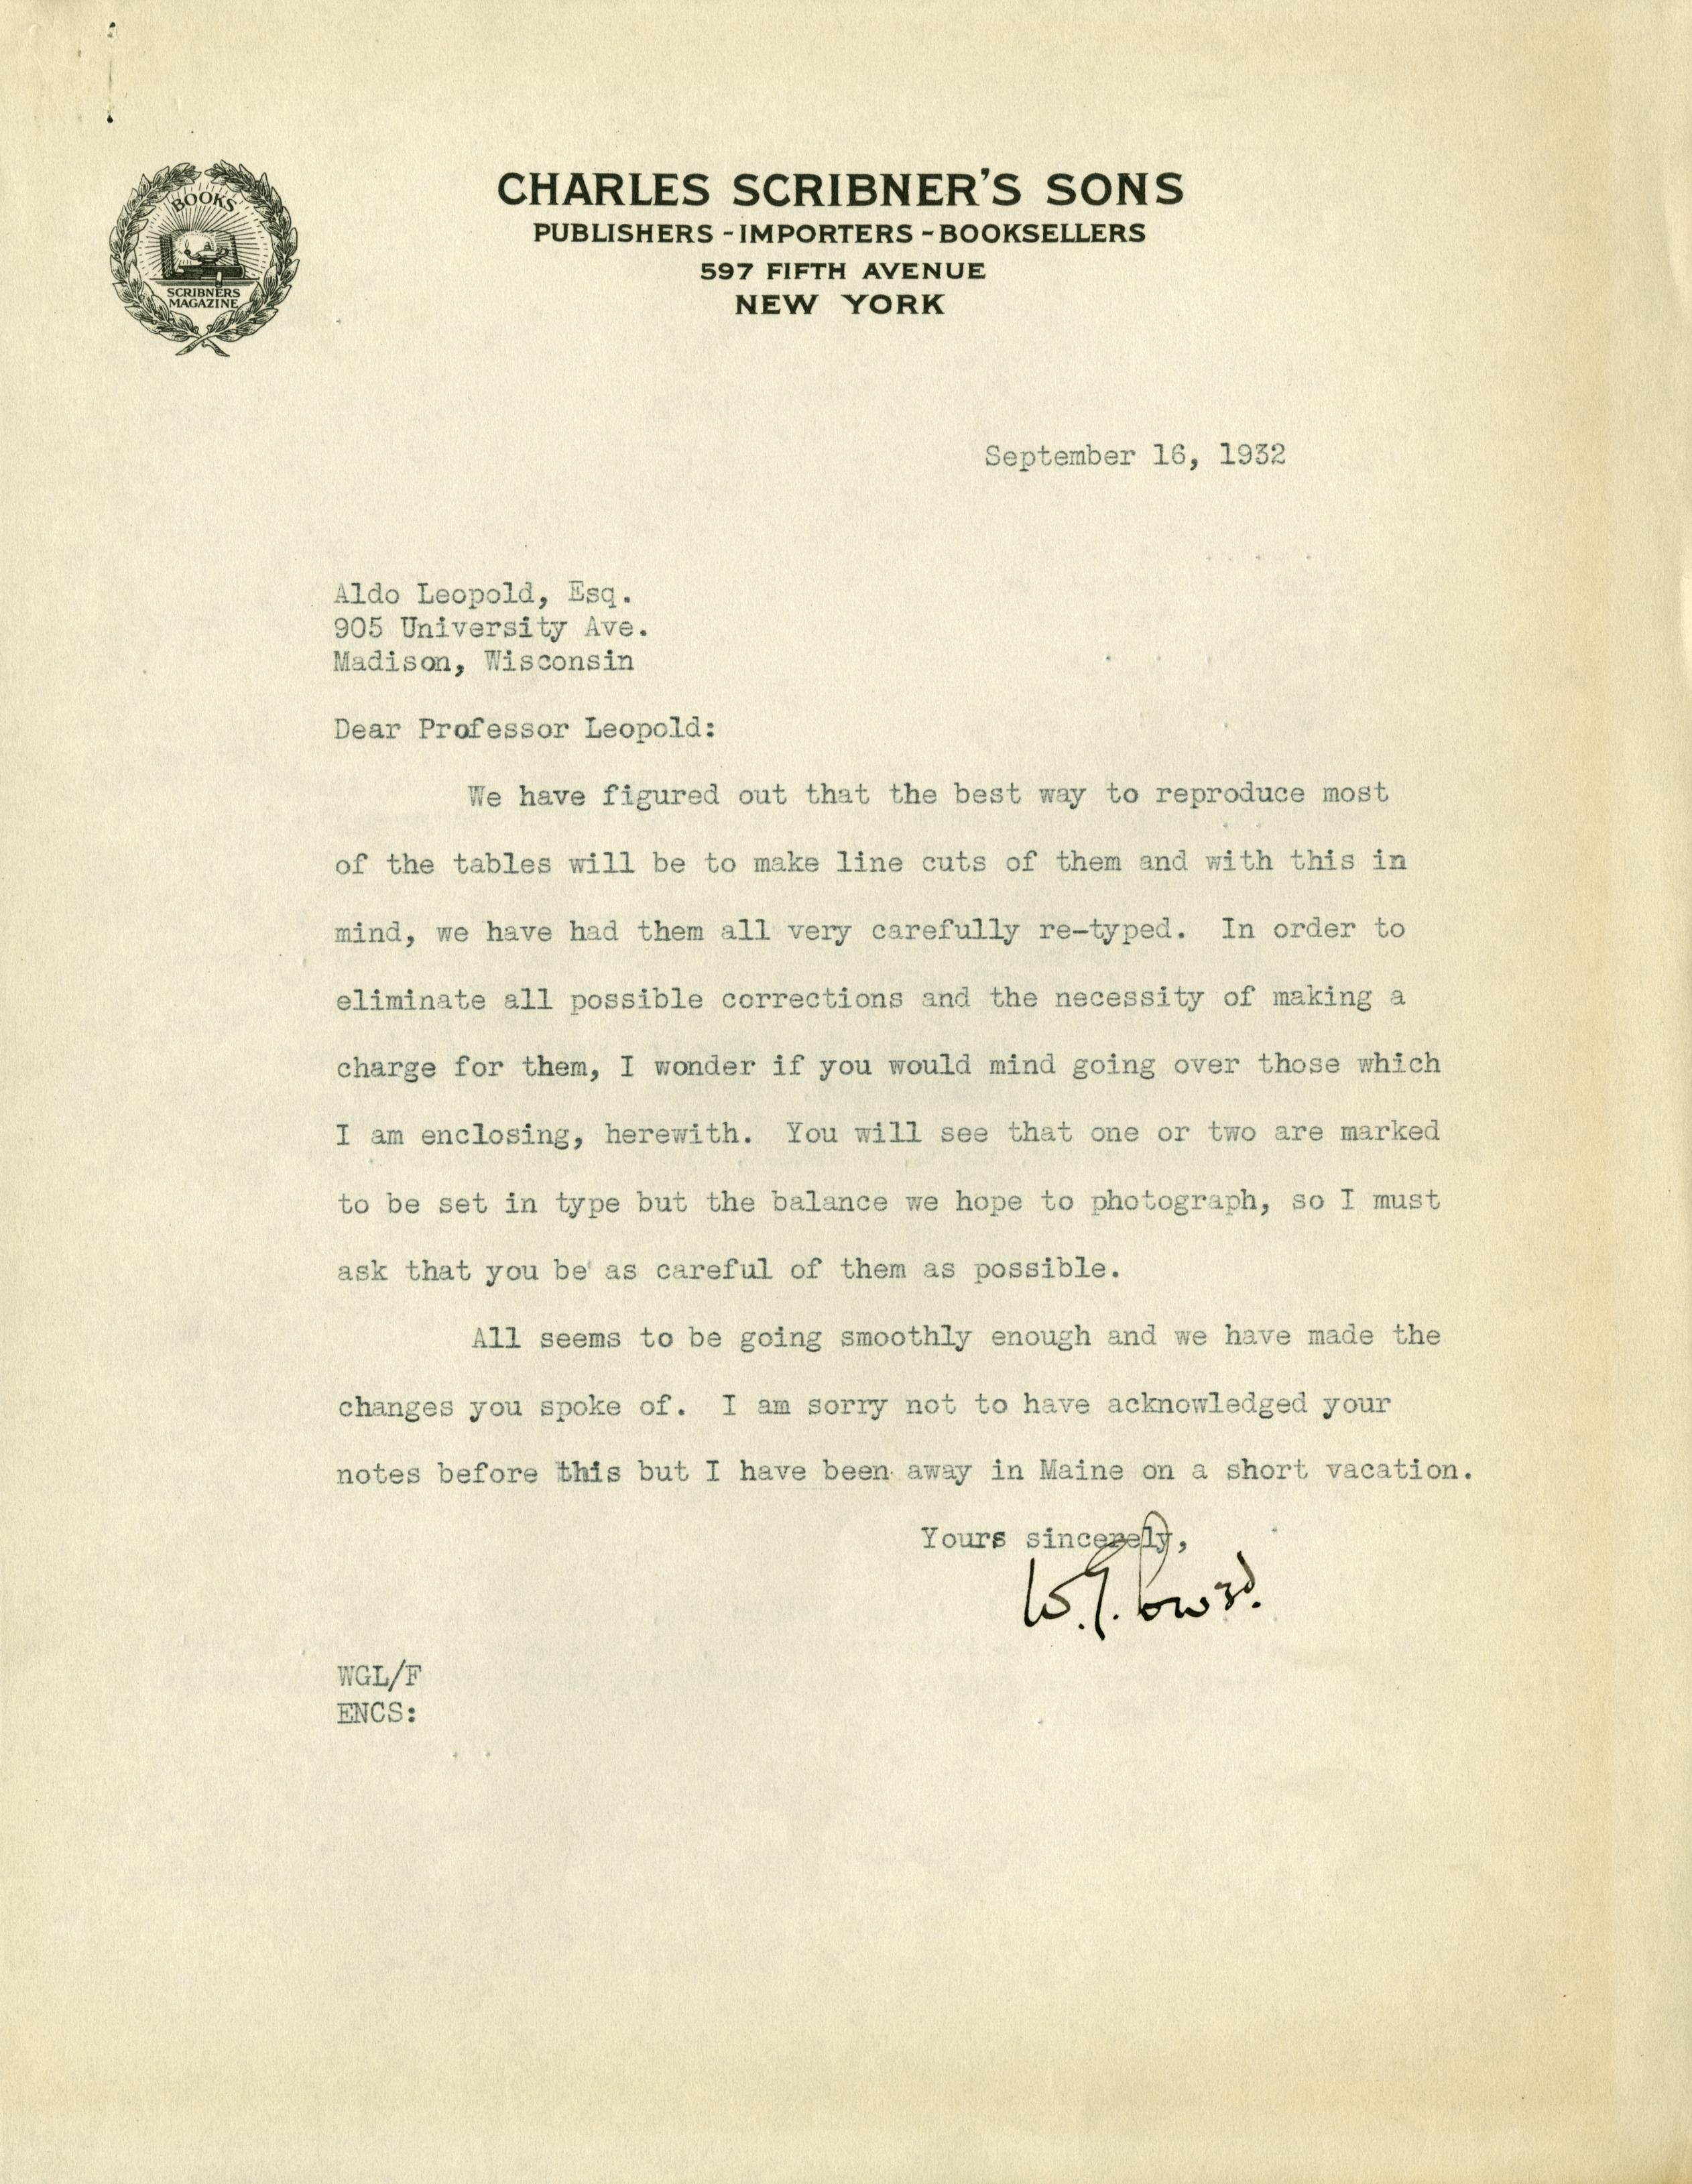 BOOKS
SCRIBNERS
MAGAZINE
CHARLES SCRIBNER'S SONS
PUBLISHERS - IMPORTERS - BOOKSELLERS
597 FIFTH AVENUE
NEW YORK
September 16, 1932
Aldo Leopold, Esq.
905 University Ave.
Madison, Wisconsin
Dear Professor Leopold:
We have figured out that the best way to reproduce most
of the tables will be to make line cuts of them and with this in
mind, we have had them all very carefully re-typed. In order to
eliminate all possible corrections and the necessity of making a
charge for them, I wonder if you would mind going over those which
I am enclosing, herewith. You will see that one or two are marked
to be set in type but the balance we hope to photograph, so I must
ask that you be as careful of them as possible.
All seems to be going smoothly enough and we have made the
changes you spoke of. I am sorry not to have acknowledged your
notes before this but I have been away in Maine on a short vacation.
Yours sincerely,
WGL/F
ENCS: